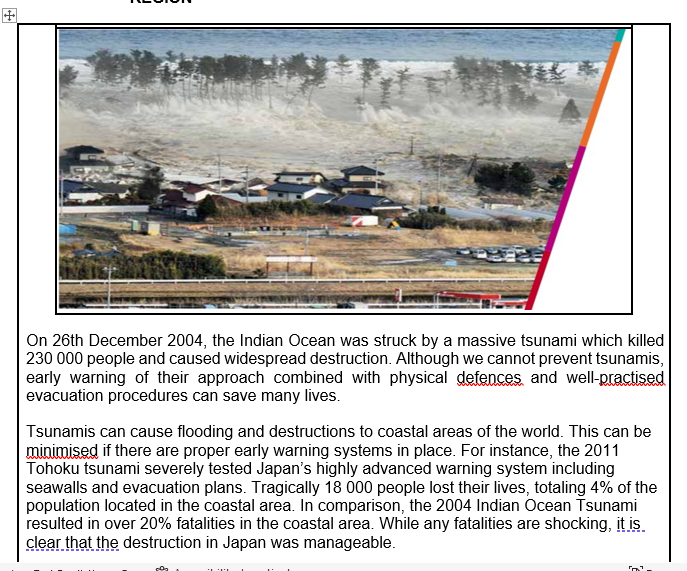 REGION
On 26th December 2004, the Indian Ocean was struck by a massive tsunami which killed
230 000 people and caused widespread destruction. Although we cannot prevent tsunamis,
early warning of their approach combined with physical defences and well-practised
evacuation procedures can save many lives.
Tsunamis can cause flooding and destructions to coastal areas of the world. This can be
minimised if there are proper early warning systems in place. For instance, the 2011
Tohoku tsunami severely tested Japan's highly advanced warning system including
seawalls and evacuation plans. Tragically 18 000 people lost their lives, totaling 4% of the
population located in the coastal area. In comparison, the 2004 Indian Ocean Tsunami
resulted in over 20% fatalities in the coastal area. While any fatalities are shocking, it is
clear that the destruction in Japan was manageable.